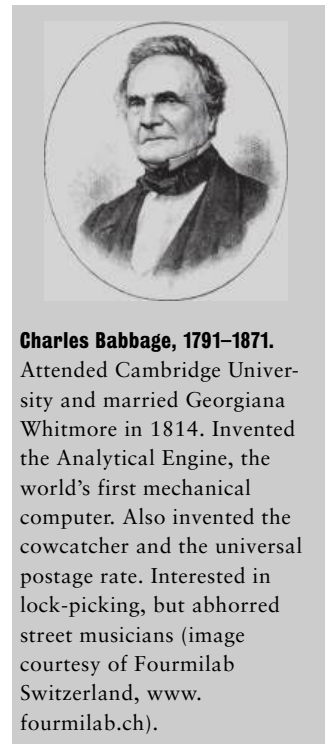 Charles Babbage, 1791–1871.
Attended Cambridge Univer-
sity and married Georgiana
Whitmore in 1814. Invented
the Analytical Engine, the
world’s first mechanical
computer. Also invented the
cowcatcher and the universal
postage rate. Interested in
lock-picking, but abhorred
street musicians (image
courtesy of Fourmilab
Switzerland, www.
fourmilab.ch).